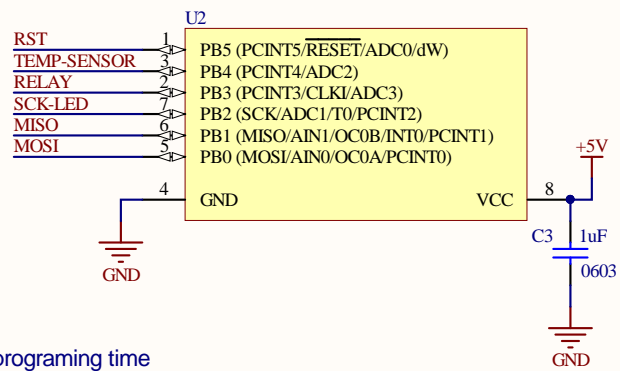 U2
RST 1 PB5 (PCINT5/RESET/ADC0/dW)
TEMP-SENSOR 3 PB4 (PCINT4/ADC2)
RELAY 2 PB3 (PCINT3/CLKI/ADC3)
SCK-LED 7 PB2 (SCK/ADC1/T0/PCINT2)
MISO 6 PB1 (MISO/AIN1/OC0B/INT0/PCINT1)
MOSI 5 PB0 (MOSI/AIN0/OC0A/PCINT0)
+5V
4 GND VCC 8
C3 1uF
0603
GND
GND
programing time